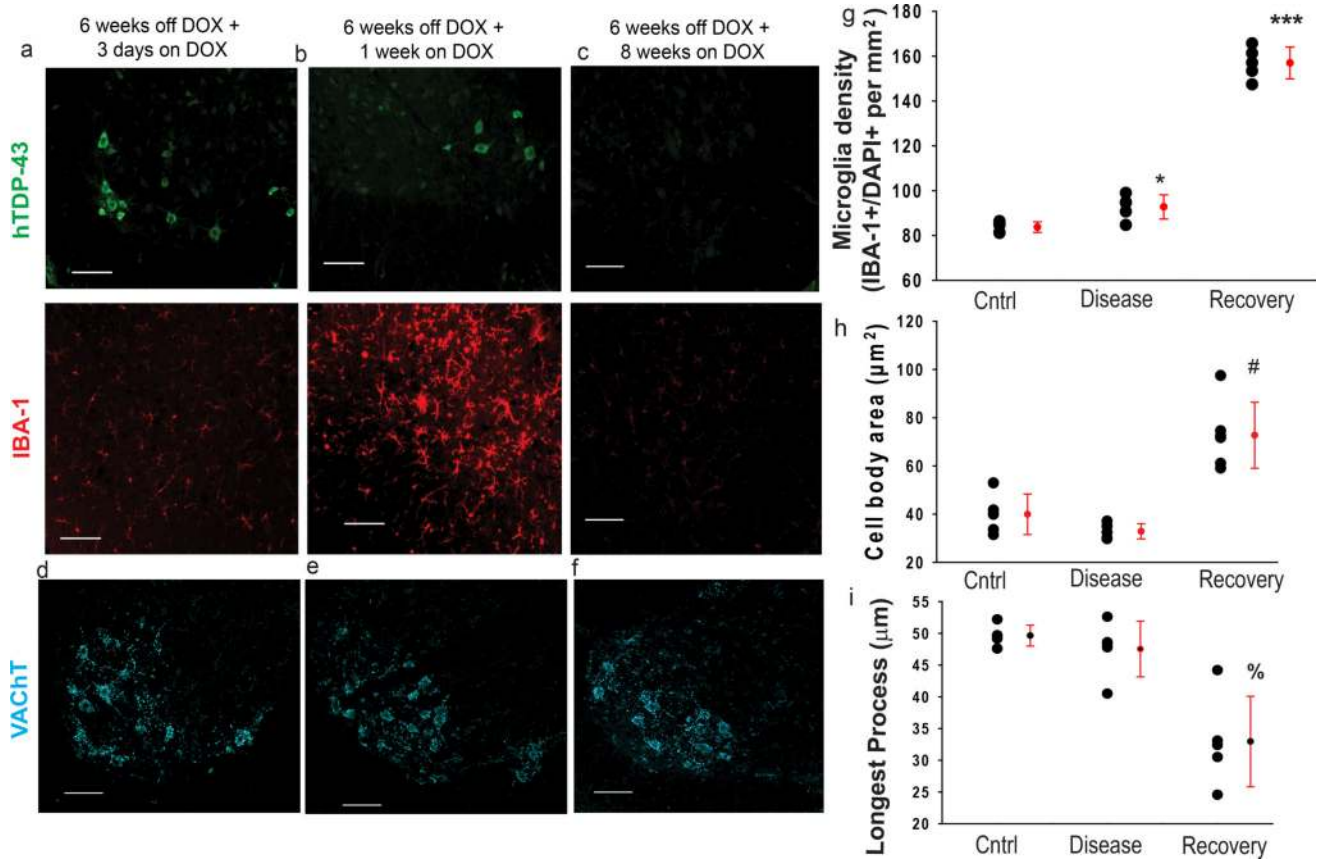 a
6 weeks off DOX +
3 days on DOX
b
6 weeks off DOX +
1 week on DOX
c
6 weeks off DOX +
8 weeks on DOX
hTDP-43
IBA-1
d
e
f
VAChT
g
Microglia density
(IBA-1+/DAPI+ per mm²)
180
160
140
120
100
80
60
*
***
Cntrl Disease Recovery
h
Cell body area (µm²)
120
100
80
60
40
20
#
Cntrl Disease Recovery
i
Longest Process (µm)
55
50
45
40
35
30
25
20
%
Cntrl Disease Recovery